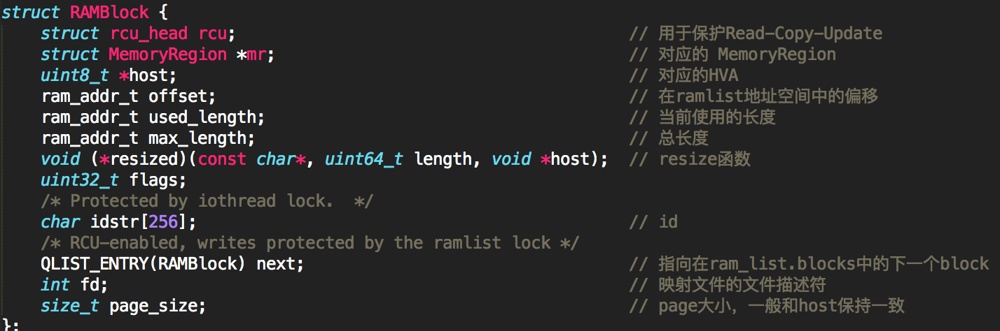 struct RAMBlock {
    struct rcu_head rcu;                                        // 用于保护Read-Copy-Update
    struct MemoryRegion *mr;                                    // 对应的 MemoryRegion
    uint8_t *host;                                              // 对应的HVA
    ram_addr_t offset;                                          // 在ramlist地址空间中的偏移
    ram_addr_t used_length;                                     // 当前使用的长度
    ram_addr_t max_length;                                      // 总长度
    void (*resized)(const char*, uint64_t length, void *host);  // resize函数
    uint32_t flags;
    /* Protected by iothread lock.  */
    char idstr[256];                                            // id
    /* RCU-enabled, writes protected by the ramlist lock */
    QLIST_ENTRY(RAMBlock) next;                                 // 指向在ram_list.blocks中的下一个block
    int fd;                                                     // 映射文件的文件描述符
    size_t page_size;                                           // page大小，一般和host保持一致
};